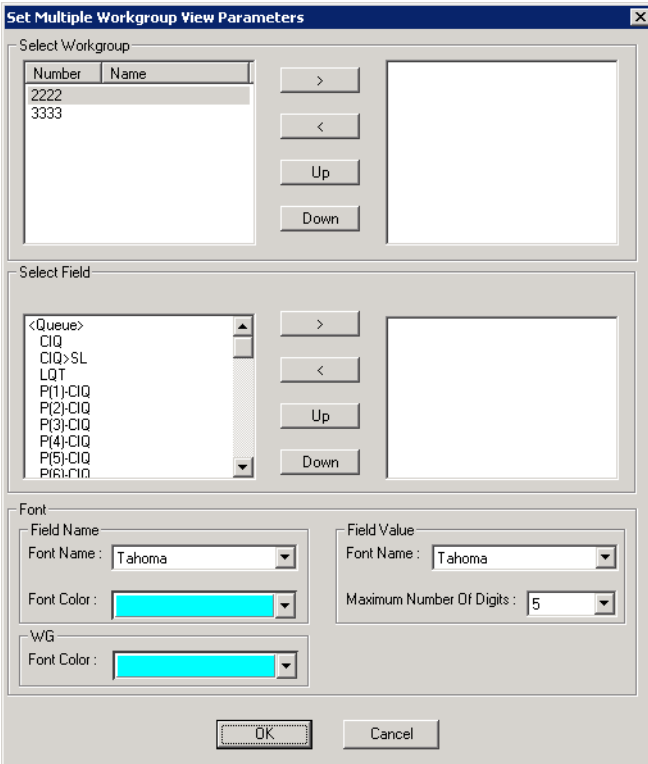 Set Multiple Workgroup View Parameters
Select Workgroup
Number Name
2222
3333
>
<
Up
Down
Select Field
<Queue>
CIQ
CIQ>SL
LQT
P(1)-CIQ
P(2)-CIQ
P(3)-CIQ
P(4)-CIQ
P(5)-CIQ
P(6)-CIQ
>
<
Up
Down
Font
Field Name
Font Name : Tahoma
Font Color :
Field Value
Font Name : Tahoma
Maximum Number Of Digits : 5
WG
Font Color :
OK Cancel